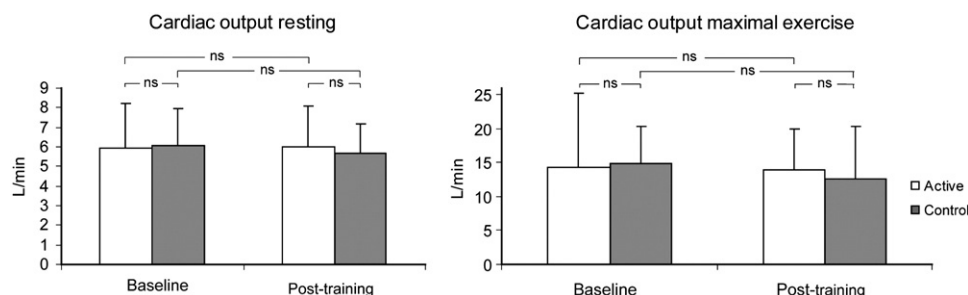 Cardiac output resting
ns
ns
ns
ns
9
8
7
6
5
4
3
2
1
0
L/min
Baseline
Post-training
Cardiac output maximal exercise
ns
ns
ns
ns
25
20
15
10
5
0
L/min
Baseline
Post-training
Active
Control